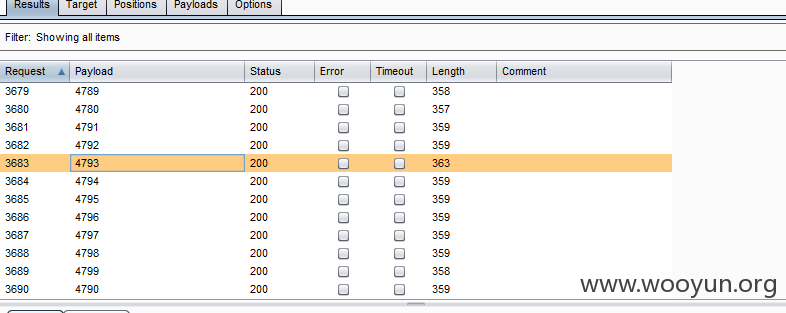 Results Target Positions Payloads Options
Filter: Showing all items
Request Payload Status Error Timeout Length Comment
3679 4789 200 358
3680 4780 200 357
3681 4791 200 359
3682 4792 200 359
3683 4793 200 363
3684 4794 200 359
3685 4795 200 359
3686 4796 200 359
3687 4797 200 359
3688 4798 200 359
3689 4799 200 358
3690 4790 200 359
www.wooyun.org